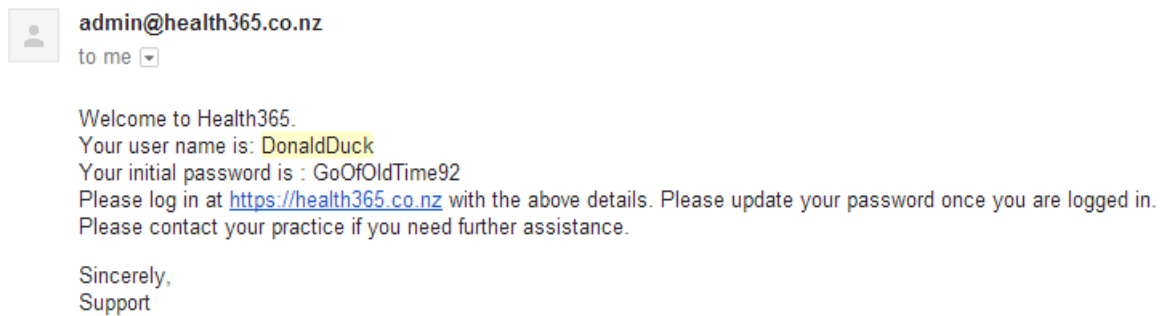 admin@health365.co.nz
to me
Welcome to Health365.
Your user name is: DonaldDuck
Your initial password is : GoOfOldTime92
Please log in at https://health365.co.nz with the above details. Please update your password once you are logged in.
Please contact your practice if you need further assistance.
Sincerely,
Support